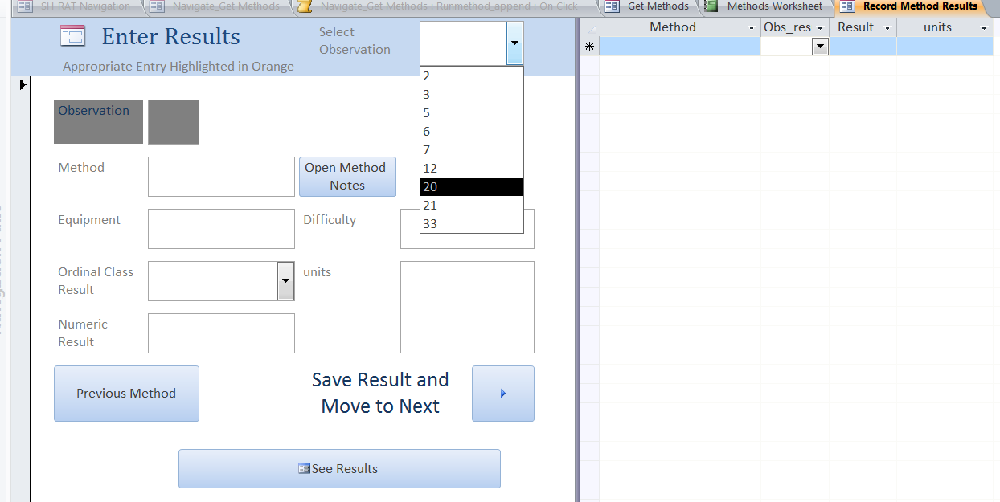 SH-RAT Navigation
Navigate_Get Methods
Navigate_Get Methods : Runmethod_append : On Click
Get Methods
Methods Worksheet
Record Method Results
Enter Results
Select
Observation
Appropriate Entry Highlighted in Orange
2
3
5
6
7
12
20
21
33
Observation
Method
Open Method
Notes
Equipment
Difficulty
Ordinal Class
Result
units
Numeric
Result
Previous Method
Save Result and
Move to Next
See Results
Method
Obs_res
Result
units